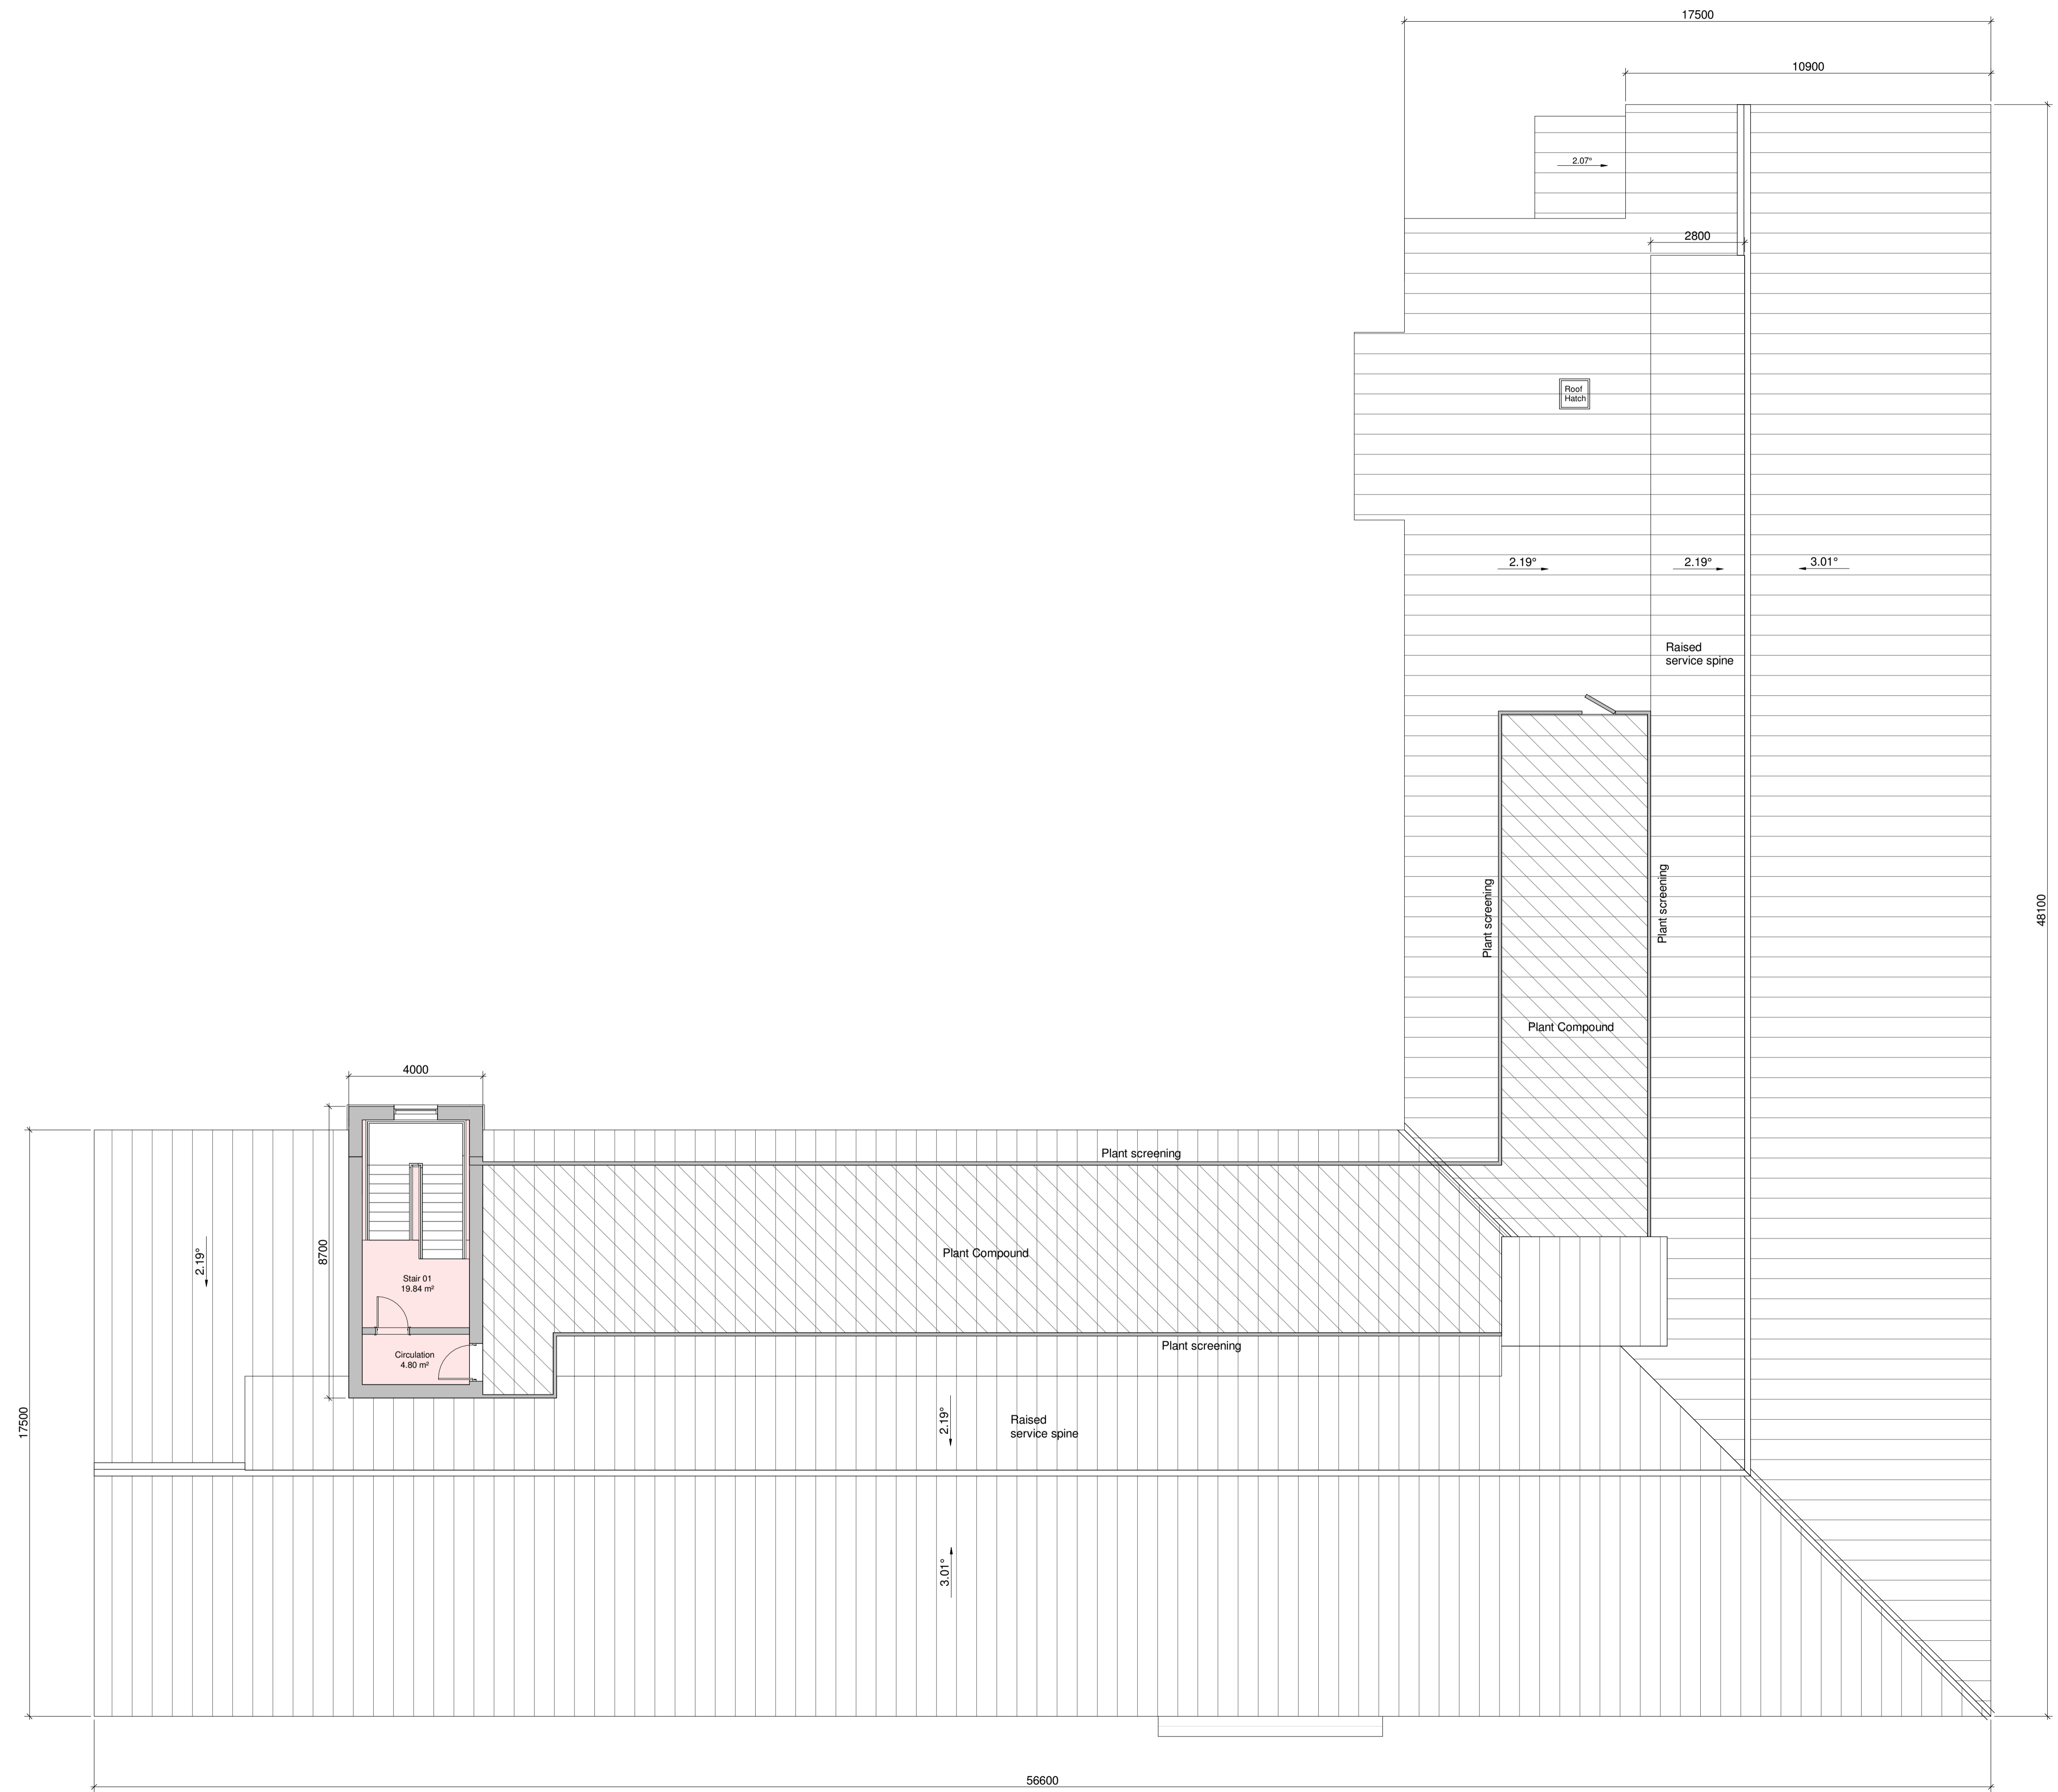 17500
10900
2.07°
2800
Roof
Hatch
2.19°
2.19°
3.01°
Raised
service spine
Plant screening
Plant screening
48100
Plant Compound
4000
Plant screening
2.19°
8700
Plant Compound
Stair 01
19.84 m²
Plant screening
Circulation
4.80 m²
17500
2.19°
Raised
service spine
3.01°
56600